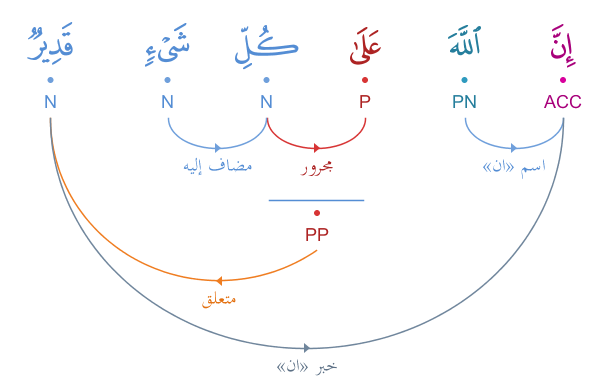 إِنَّ ٱللَّهَ عَلَىٰ كُلِّ شَىْءٍۢ قَدِيرٌۭ
ACC PN P N N N
اسم «ان» مجرور مضاف إليه
PP
متعلق
خبر «ان»